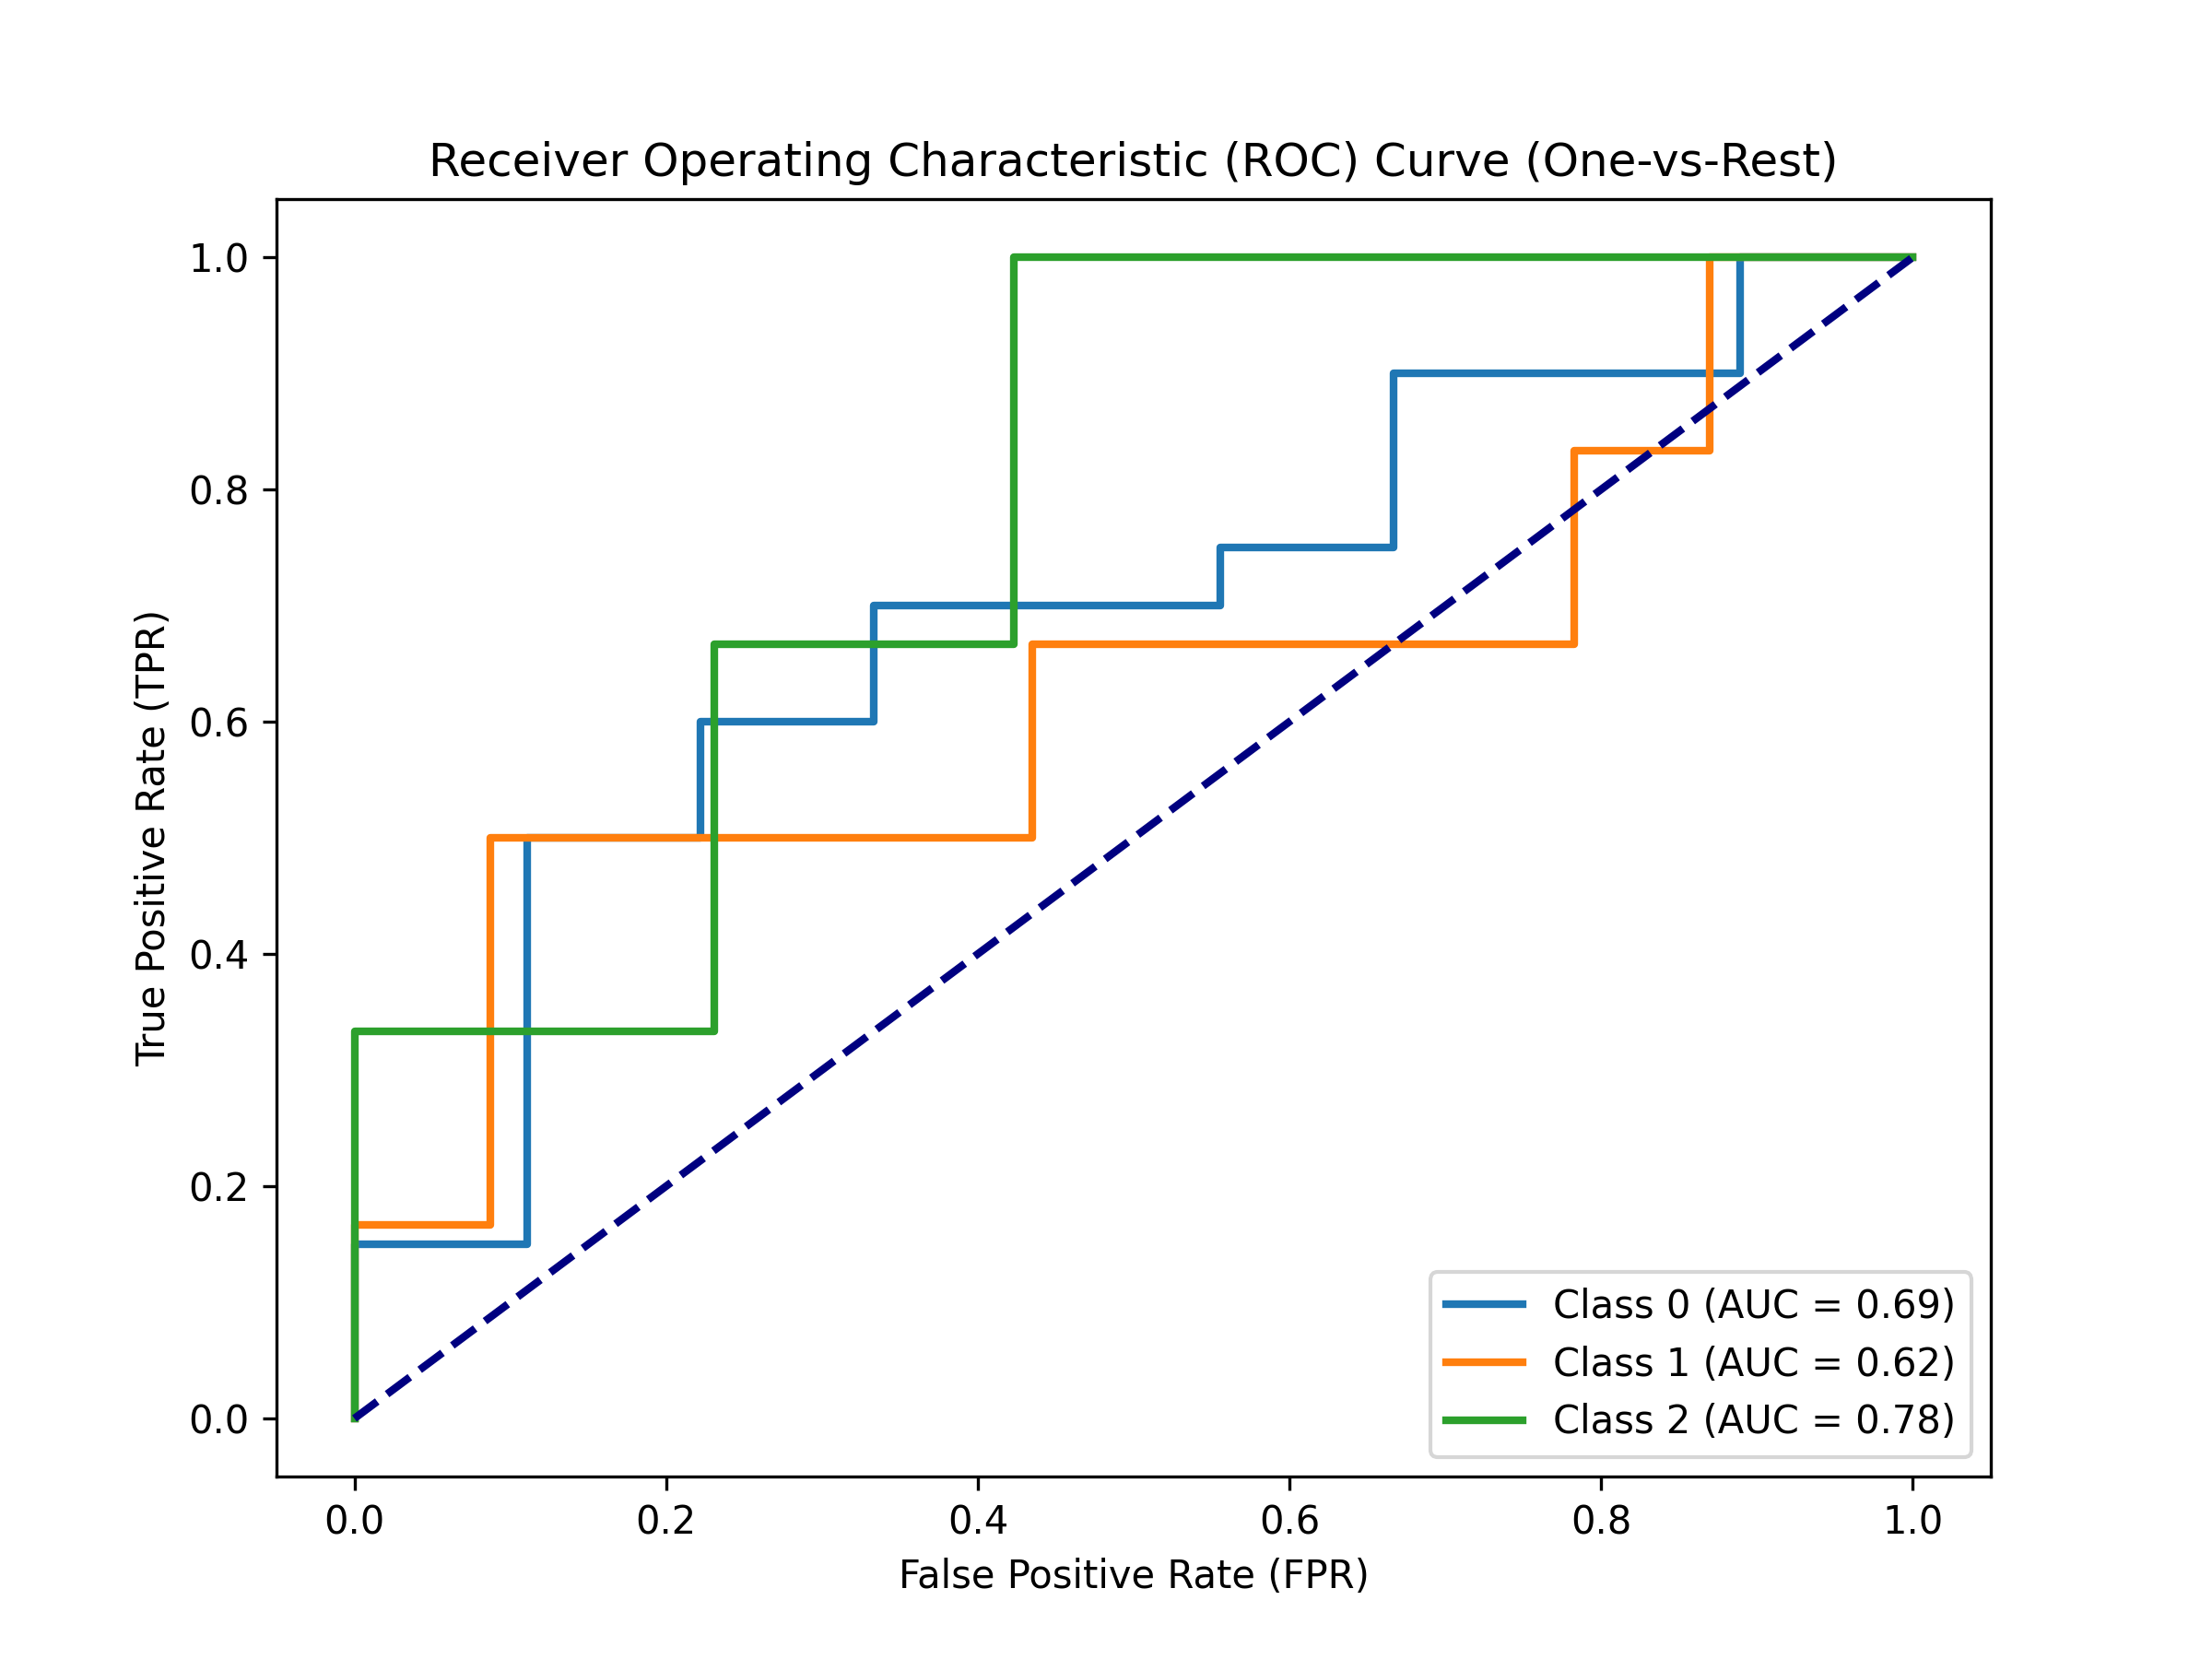 Receiver Operating Characteristic (ROC) Curve (One-vs-Rest)
True Positive Rate (TPR)
1.0
0.8
0.6
0.4
0.2
0.0
Class 0 (AUC = 0.69)
Class 1 (AUC = 0.62)
Class 2 (AUC = 0.78)
0.0 0.2 0.4 0.6 0.8 1.0
False Positive Rate (FPR)